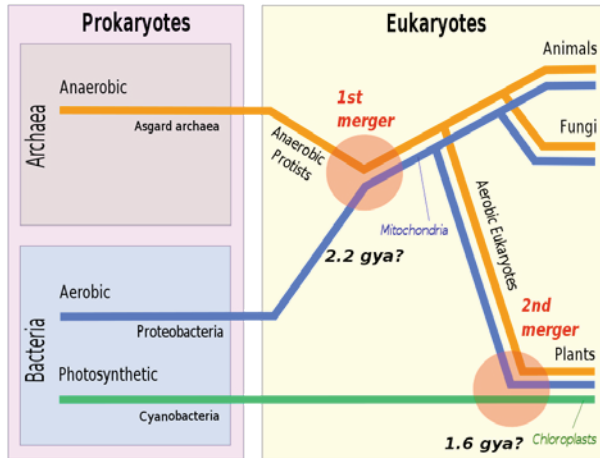 Prokaryotes
Eukaryotes
Archaea
Anaerobic
Asgard archaea
Anaerobic
Protists
1st
merger
Animals
Fungi
Mitochondria
Aerobic Eukaryotes
2.2 gya?
Bacteria
Aerobic
Proteobacteria
Photosynthetic
Cyanobacteria
2nd
merger
Plants
1.6 gya?
Chloroplasts